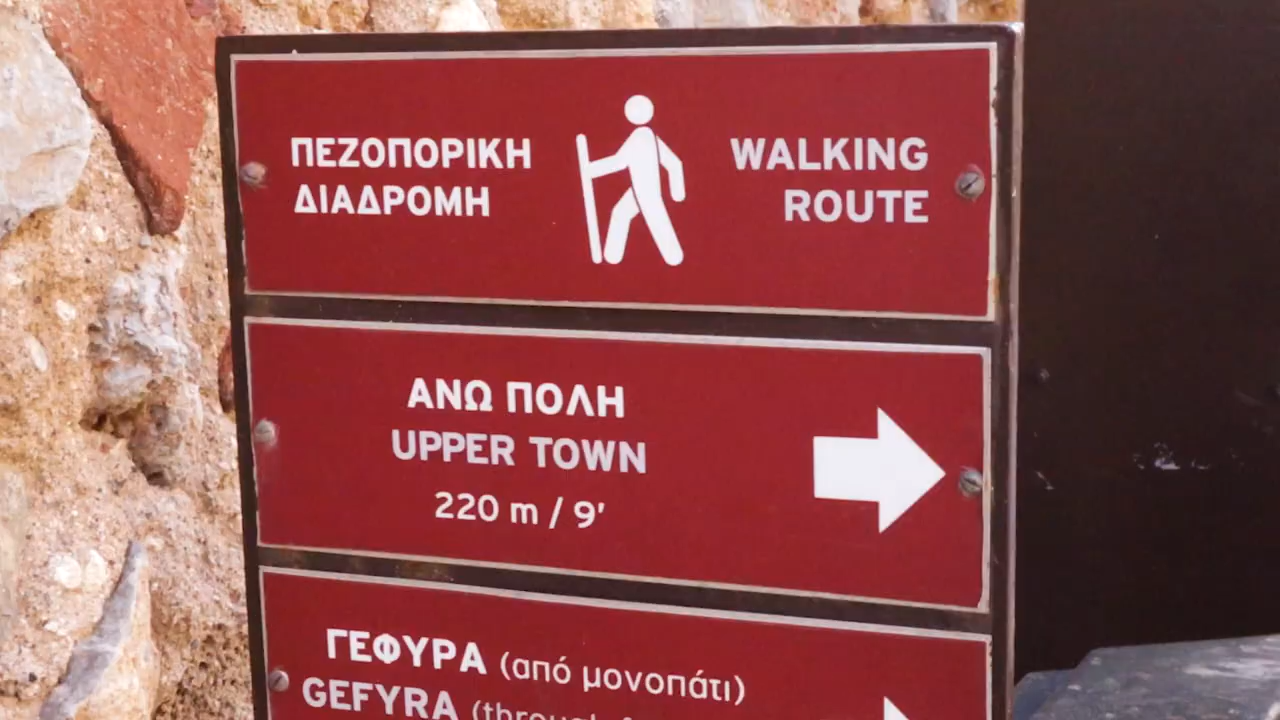 ΠΕΖΟΠΟΡΙΚΗ
ΔΙΑΔΡΟΜΗ
WALKING
ROUTE
ΑΝΩ ΠΟΛΗ
UPPER TOWN
220 m / 9'
ΓΕΦΥΡΑ (από μονοπάτι)
GEFYRA (through